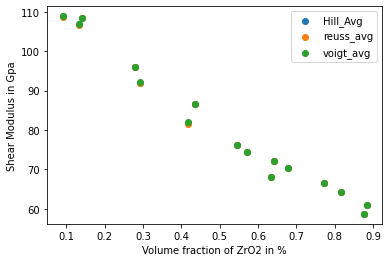 110
100
90
80
70
60
Shear Modulus in Gpa
Hill_Avg
reuss_avg
voigt_avg
0.1 0.2 0.3 0.4 0.5 0.6 0.7 0.8 0.9
Volume fraction of ZrO2 in %